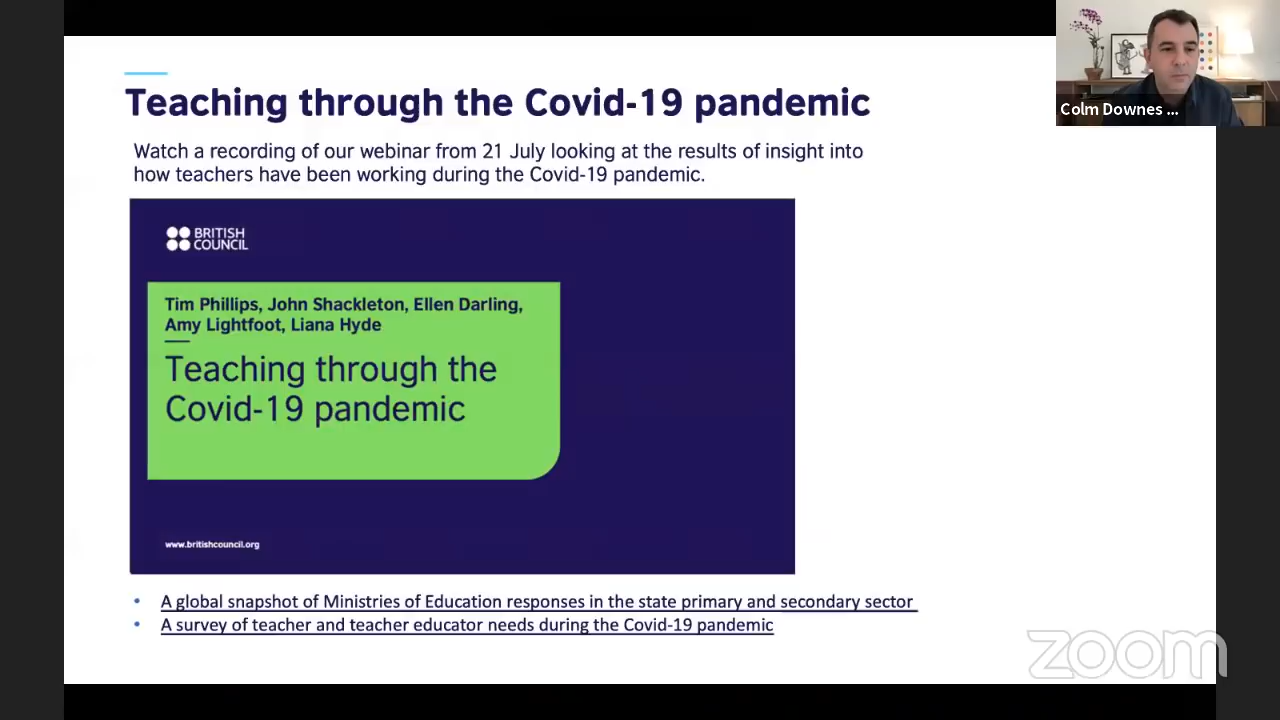 Teaching through the Covid-19 pandemic
Watch a recording of our webinar from 21 July looking at the results of insight into
how teachers have been working during the Covid-19 pandemic.
BRITISH
COUNCIL
Tim Phillips, John Shackleton, Ellen Darling,
Amy Lightfoot, Liana Hyde
Teaching through the
Covid-19 pandemic
www.britishcouncil.org
• A global snapshot of Ministries of Education responses in the state primary and secondary sector
• A survey of teacher and teacher educator needs during the Covid-19 pandemic
Colm Downes ...
zoom